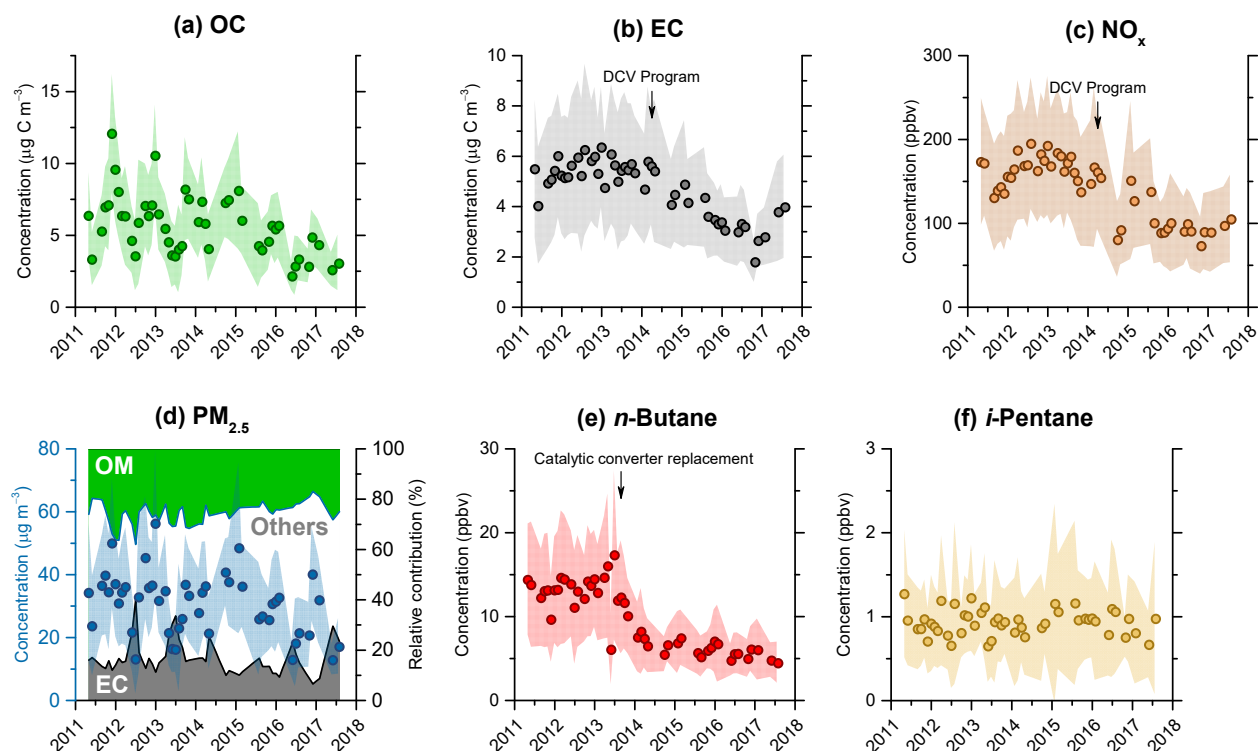 (a) OC
Concentration (µg C m⁻³)
15
10
5
0
2011 2012 2013 2014 2015 2016 2017 2018
(b) EC
Concentration (µg C m⁻³)
DCV Program
10
8
6
4
2
0
2011 2012 2013 2014 2015 2016 2017 2018
(c) NOₓ
Concentration (ppbv)
DCV Program
300
200
100
0
2011 2012 2013 2014 2015 2016 2017 2018
(d) PM₂.₅
Concentration (µg m⁻³)
80
60
40
20
0
OM
Others
EC
100
80
60
40
20
0
Relative contribution (%)
2011 2012 2013 2014 2015 2016 2017 2018
(e) n-Butane
Concentration (ppbv)
Catalytic converter replacement
30
20
10
0
2011 2012 2013 2014 2015 2016 2017 2018
(f) i-Pentane
Concentration (ppbv)
3
2
1
0
2011 2012 2013 2014 2015 2016 2017 2018